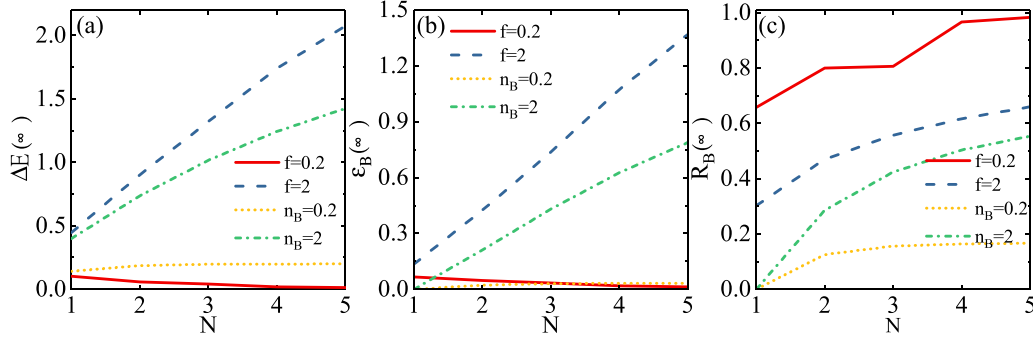 (a)
2.0
1.5
1.0
0.5
0.0
ΔE(∞)
f=0.2
f=2
n_B=0.2
n_B=2
1 2 3 4 5
N
(b)
1.5
1.2
0.9
0.6
0.3
0.0
ε_B(∞)
f=0.2
f=2
n_B=0.2
n_B=2
1 2 3 4 5
N
(c)
1.0
0.8
0.6
0.4
0.2
0.0
R_B(∞)
f=0.2
f=2
n_B=0.2
n_B=2
1 2 3 4 5
N